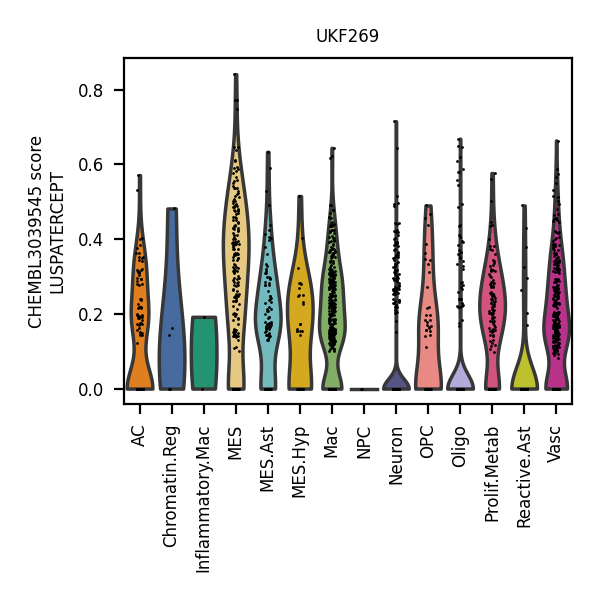 UKF269
CHEMBL3039545 score
LUSPATERCEPT
0.8
0.6
0.4
0.2
0.0
AC
Chromatin.Reg
Inflammatory.Mac
MES
MES.Ast
MES.Hyp
Mac
NPC
Neuron
OPC
Oligo
Prolif.Metab
Reactive.Ast
Vasc